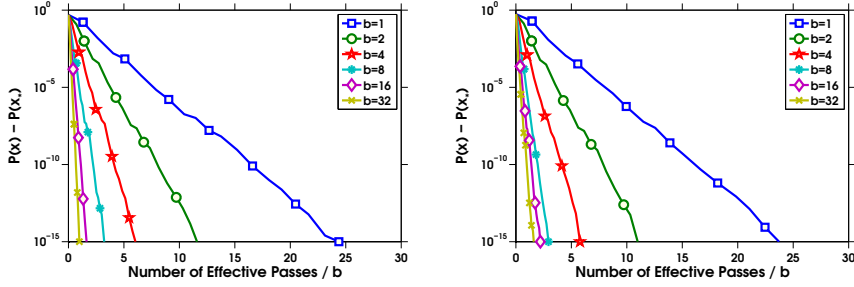 P(x) − P(x*)
10^0
10^−5
10^−10
10^−15
0 5 10 15 20 25 30
Number of Effective Passes / b
b=1
b=2
b=4
b=8
b=16
b=32
P(x) − P(x*)
10^0
10^−5
10^−10
10^−15
0 5 10 15 20 25 30
Number of Effective Passes / b
b=1
b=2
b=4
b=8
b=16
b=32